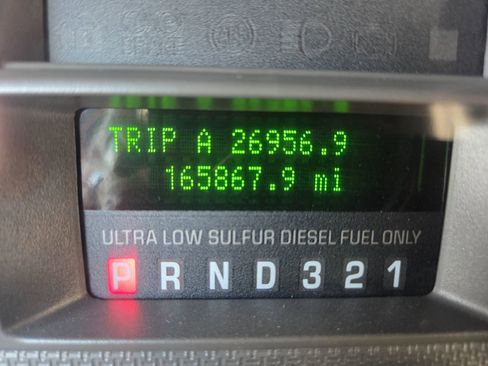 TRIP A 26956.9
165867.9 mi
ULTRA LOW SULFUR DIESEL FUEL ONLY
P R N D 3 2 1